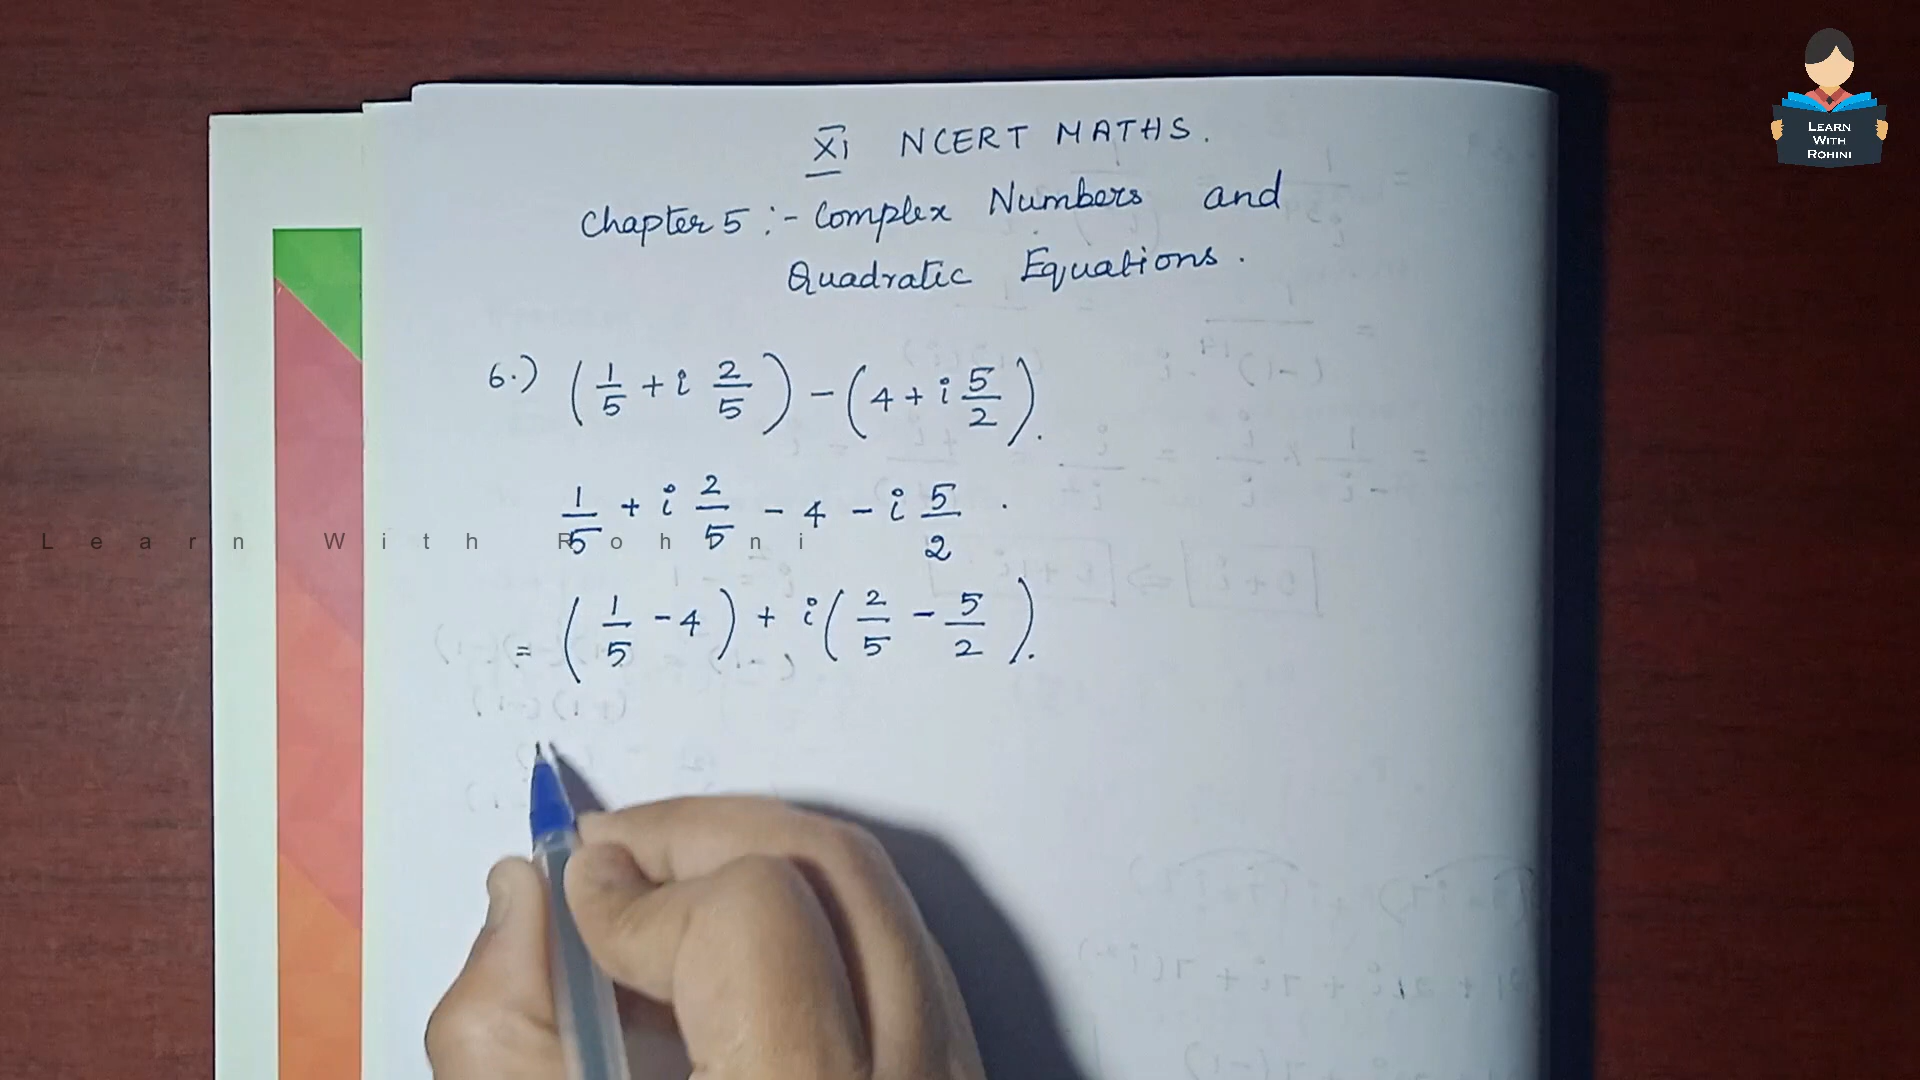 XI NCERT MATHS.
Chapter 5 :- Complex Numbers and
Quadratic Equations.
6.) (1/5 + i 2/5) - (4 + i 5/2).
1/5 + i 2/5 - 4 - i 5/2 .
= (1/5 - 4) + i(2/5 - 5/2).
Learn With Rohini
LEARN
WITH
ROHINI